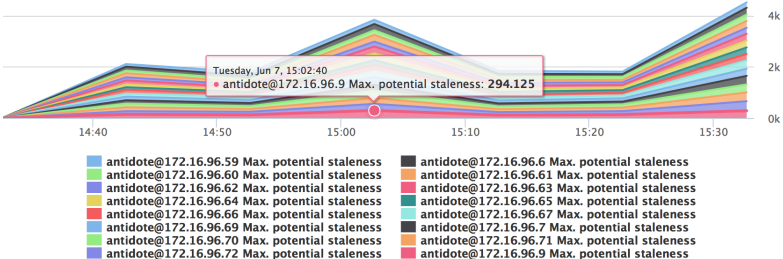 4k
Tuesday, Jun 7, 15:02:40
antidote@172.16.96.9 Max. potential staleness: 294.125
2k
0k
14:40 14:50 15:00 15:10 15:20 15:30
antidote@172.16.96.59 Max. potential staleness antidote@172.16.96.6 Max. potential staleness
antidote@172.16.96.60 Max. potential staleness antidote@172.16.96.61 Max. potential staleness
antidote@172.16.96.62 Max. potential staleness antidote@172.16.96.63 Max. potential staleness
antidote@172.16.96.64 Max. potential staleness antidote@172.16.96.65 Max. potential staleness
antidote@172.16.96.66 Max. potential staleness antidote@172.16.96.67 Max. potential staleness
antidote@172.16.96.69 Max. potential staleness antidote@172.16.96.7 Max. potential staleness
antidote@172.16.96.70 Max. potential staleness antidote@172.16.96.71 Max. potential staleness
antidote@172.16.96.72 Max. potential staleness antidote@172.16.96.9 Max. potential staleness